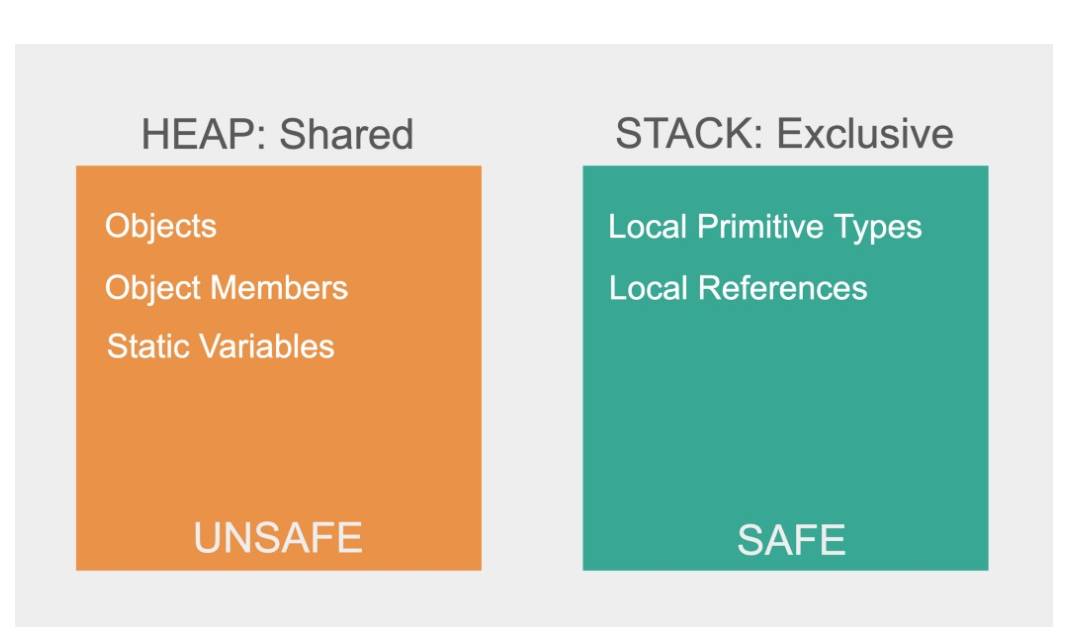 HEAP: Shared
Objects
Object Members
Static Variables
UNSAFE
STACK: Exclusive
Local Primitive Types
Local References
SAFE